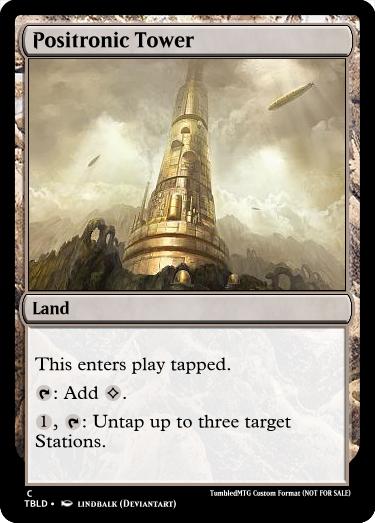 Positronic Tower
Land
This enters play tapped.
: Add .
1, : Untap up to three target
Stations.
C
TBLD • LINDBALK (DEVIANTART)
TumbledMTG Custom Format (NOT FOR SALE)